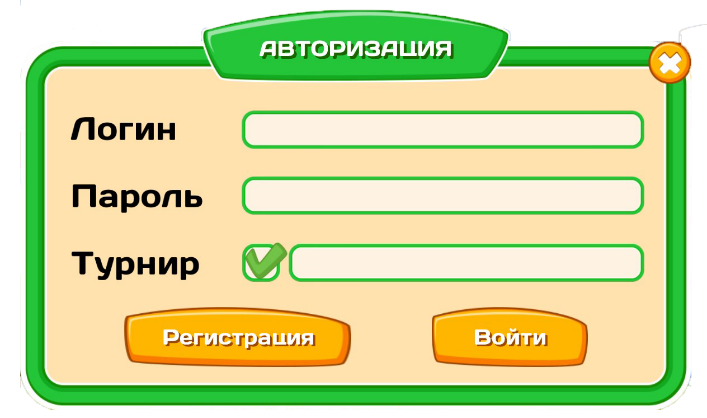 АВТОРИЗАЦИЯ
Логин
Пароль
Турнир
Регистрация Войти